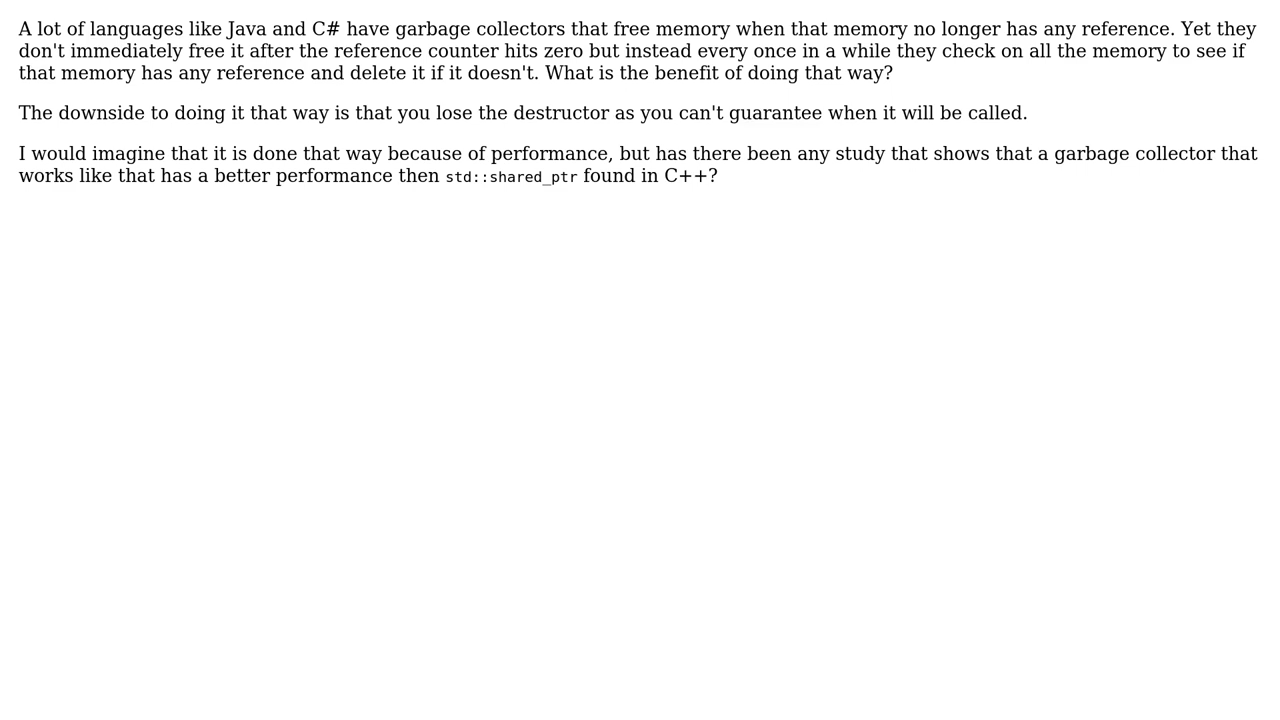 A lot of languages like Java and C# have garbage collectors that free memory when that memory no longer has any reference. Yet they
don't immediately free it after the reference counter hits zero but instead every once in a while they check on all the memory to see if
that memory has any reference and delete it if it doesn't. What is the benefit of doing that way?
The downside to doing it that way is that you lose the destructor as you can't guarantee when it will be called.
I would imagine that it is done that way because of performance, but has there been any study that shows that a garbage collector that
works like that has a better performance then std::shared_ptr found in C++?